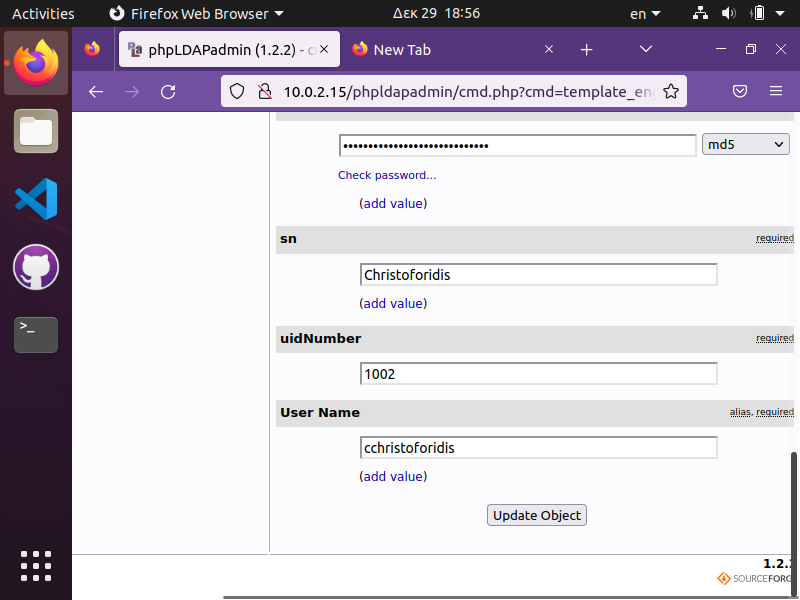 Activities Firefox Web Browser Δεκ 29 18:56 en
phpLDAPadmin (1.2.2) - c New Tab
10.0.2.15/phpldapadmin/cmd.php?cmd=template_en
md5
Check password...
(add value)
sn required
Christoforidis
(add value)
uidNumber required
1002
User Name alias, required
cchristoforidis
(add value)
Update Object
1.2.2
SOURCEFORG